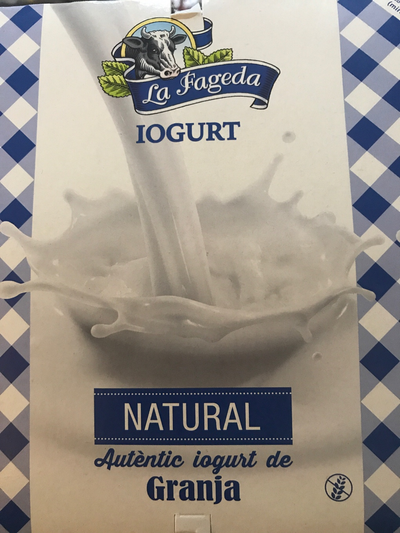 La Fageda
IOGURT
NATURAL
Autèntic iogurt de
Granja